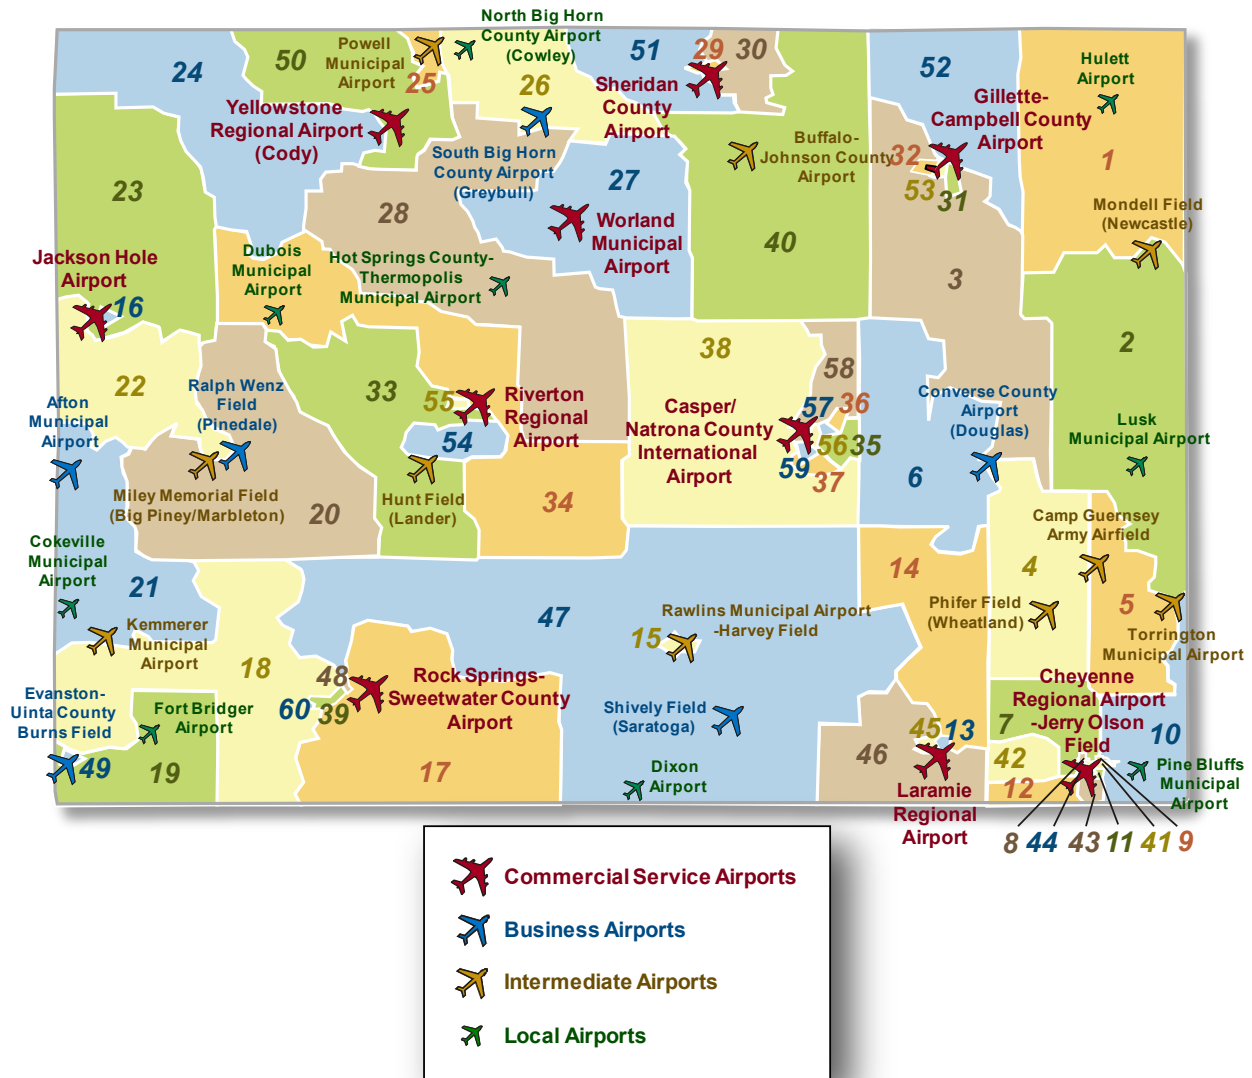 North Big Horn
County Airport
(Cowley)
24
50
Powell
Municipal
Airport
25
26
51
29
30
52
Hulett
Airport
Sheridan
County
Airport
Gillette-
Campbell County
Airport
Yellowstone
Regional Airport
(Cody)
South Big Horn
County Airport
(Greybull)
Buffalo-
Johnson County
Airport
32
53
31
1
23
28
27
Worland
Municipal
Airport
40
3
Mondell Field
(Newcastle)
Jackson Hole
Airport
16
Dubois
Municipal
Airport
Hot Springs County-
Thermopolis
Municipal Airport
2
22
Ralph Wenz
Field
(Pinedale)
33
55
Riverton
Regional
Airport
54
38
58
57
36
Casper/
Natrona County
International
Airport
56
35
59
37
Converse County
Airport
(Douglas)
6
Lusk
Municipal Airport
Afton
Municipal
Airport
Miley Memorial Field
(Big Piney/Marbleton)
20
Hunt Field
(Lander)
34
Camp Guernsey
Army Airfield
Cokeville
Municipal
Airport
21
Kemmerer
Municipal
Airport
47
15
Rawlins Municipal Airport
-Harvey Field
14
4
Phifer Field
(Wheatland)
5
Torrington
Municipal Airport
18
48
60
39
Rock Springs-
Sweetwater County
Airport
Evanston-
Uinta County
Burns Field
49
Fort Bridger
Airport
19
17
Shively Field
(Saratoga)
Dixon
Airport
46
45
13
Laramie
Regional
Airport
Cheyenne
Regional Airport
-Jerry Olson
Field
7
42
12
10
Pine Bluffs
Municipal
Airport
8 44 43 11 41 9
Commercial Service Airports
Business Airports
Intermediate Airports
Local Airports